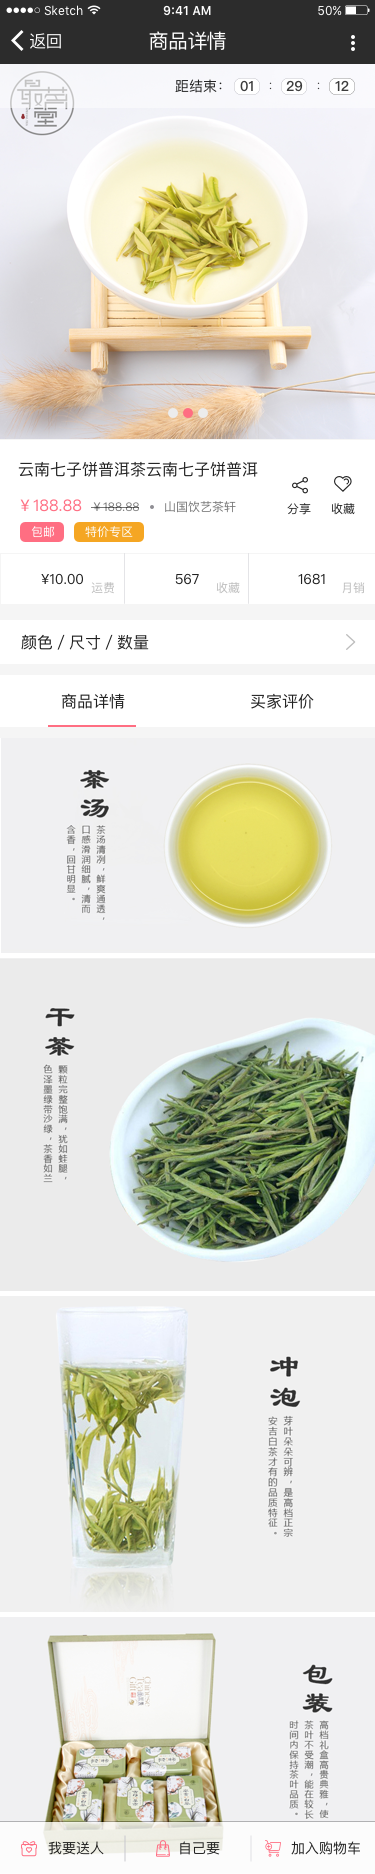 Sketch
9:41 AM
50%
返回
商品详情
距结束： 01 : 29 : 12
云南七子饼普洱茶云南七子饼普洱
¥188.88 ¥188.88 • 山国饮艺茶轩
分享
收藏
包邮
特价专区
¥10.00 运费
567 收藏
1681 月销
颜色 / 尺寸 / 数量
商品详情
买家评价
茶汤
茶汤清冽，鲜爽通透，
口感滑润细腻，清而
含香，回甘明显。
干茶
颗粒完整饱满，犹如蛙腿，
色泽墨绿带沙绿，茶香如兰
冲泡
芽叶朵朵可辨，是高档正宗
安吉白茶才有的品质特征。
包装
高档礼盒高贵典雅，使
茶叶不受潮，能在较长
时间内保持茶叶品质。
我要送人
自己要
加入购物车